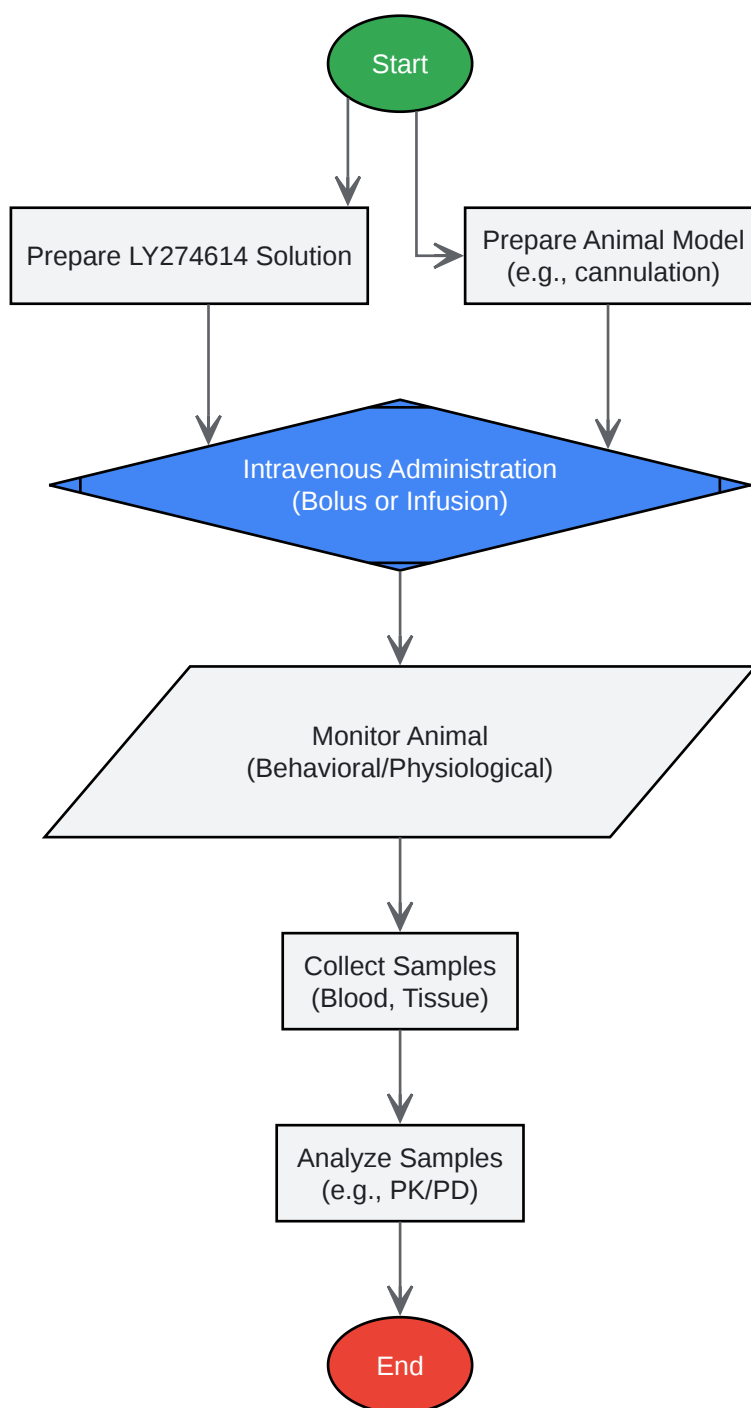 Start
Prepare LY274614 Solution
Prepare Animal Model
(e.g., cannulation)
Intravenous Administration
(Bolus or Infusion)
Monitor Animal
(Behavioral/Physiological)
Collect Samples
(Blood, Tissue)
Analyze Samples
(e.g., PK/PD)
End